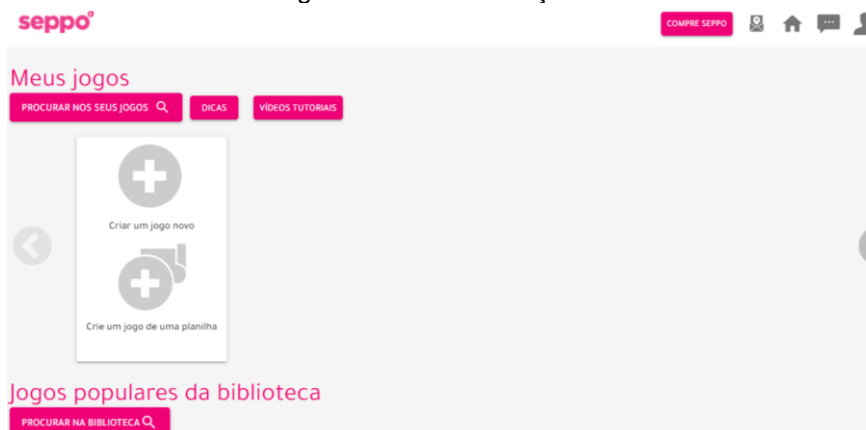 seppo
COMPRE SEPPO
Meus jogos
PROCURAR NOS SEUS JOGOS
DICAS
VÍDEOS TUTORIAIS
Criar um jogo novo
Crie um jogo de uma planilha
Jogos populares da biblioteca
PROCURAR NA BIBLIOTECA